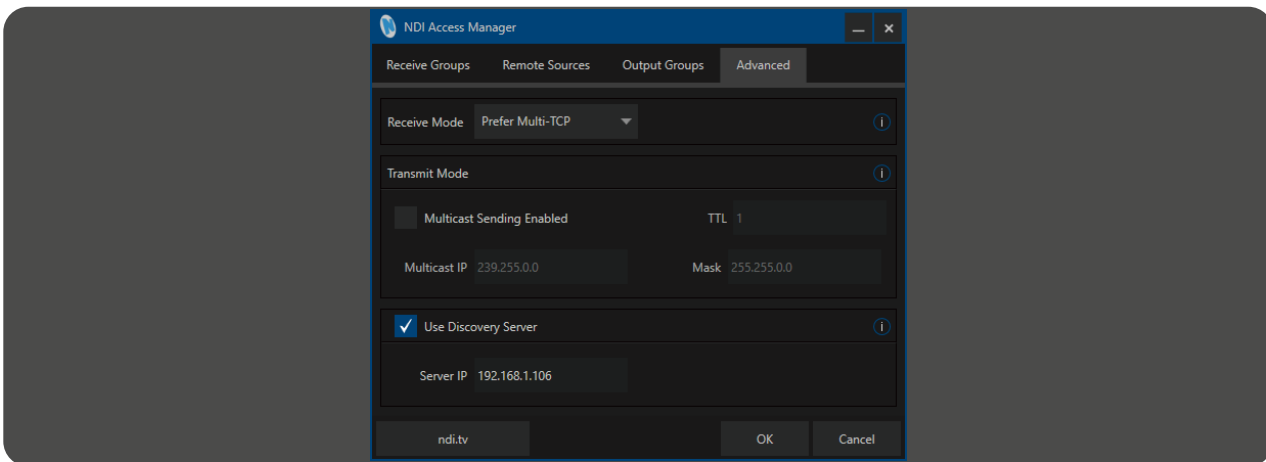 NDI Access Manager
Receive Groups Remote Sources Output Groups Advanced
Receive Mode Prefer Multi-TCP
Transmit Mode
Multicast Sending Enabled TTL 1
Multicast IP 239.255.0.0 Mask 255.255.0.0
Use Discovery Server
Server IP 192.168.1.106
ndi.tv OK Cancel